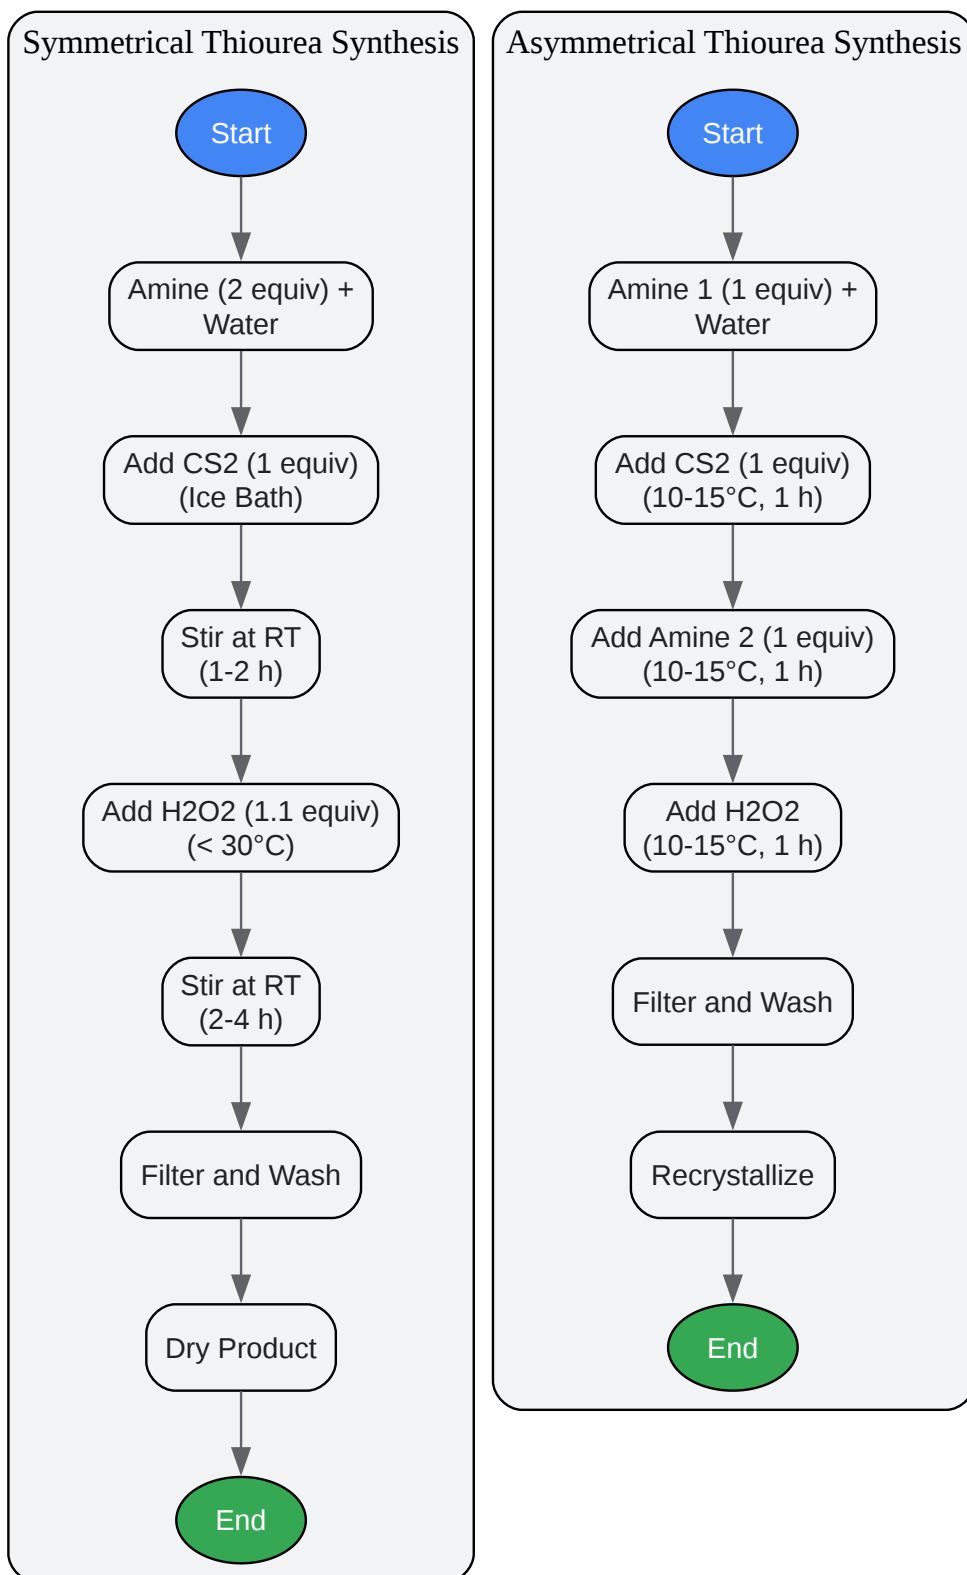 Symmetrical Thiourea Synthesis
Start
Amine (2 equiv) +
Water
Add CS2 (1 equiv)
(Ice Bath)
Stir at RT
(1-2 h)
Add H2O2 (1.1 equiv)
(< 30°C)
Stir at RT
(2-4 h)
Filter and Wash
Dry Product
End
Asymmetrical Thiourea Synthesis
Start
Amine 1 (1 equiv) +
Water
Add CS2 (1 equiv)
(10-15°C, 1 h)
Add Amine 2 (1 equiv)
(10-15°C, 1 h)
Add H2O2
(10-15°C, 1 h)
Filter and Wash
Recrystallize
End